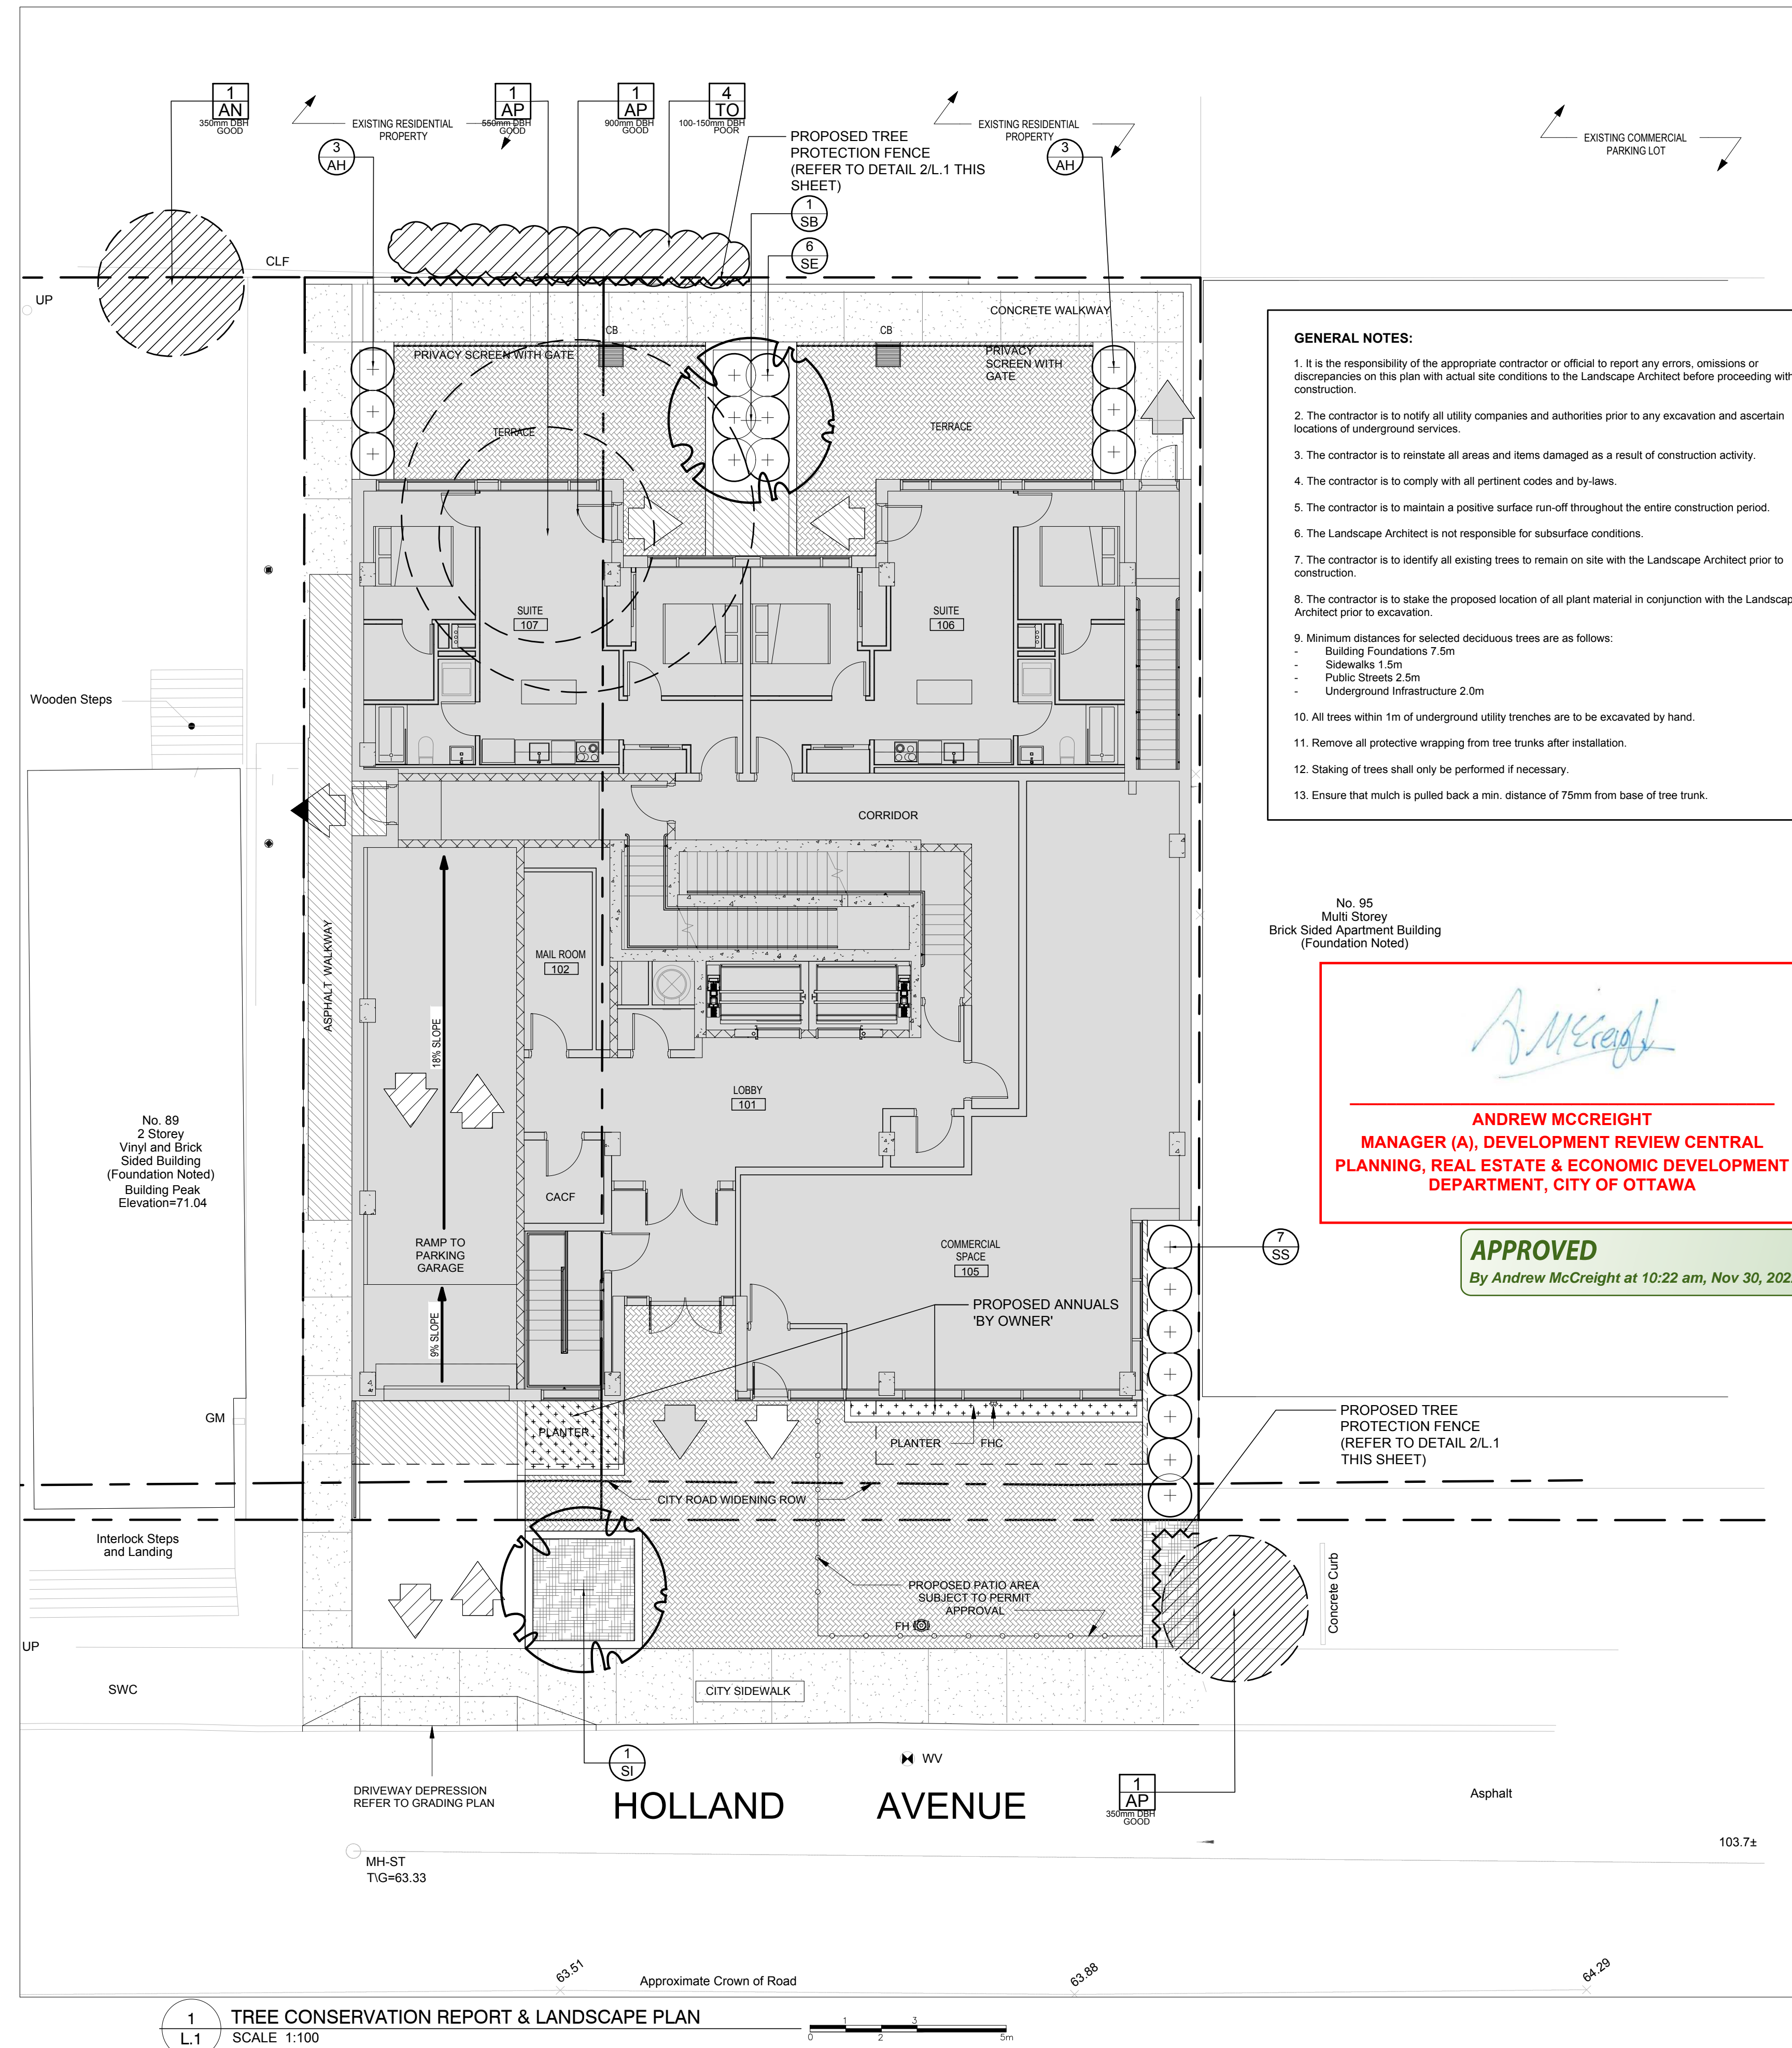 1
AN
350mm DBH
GOOD
EXISTING RESIDENTIAL
PROPERTY
1
AP
550mm DBH
GOOD
1
AP
900mm DBH
GOOD
4
TO
100-150mm DBH
POOR
3
AH
PROPOSED TREE
PROTECTION FENCE
(REFER TO DETAIL 2/L.1 THIS
SHEET)
EXISTING RESIDENTIAL
PROPERTY
3
AH
EXISTING COMMERCIAL
PARKING LOT
1
SB
6
SE
CLF
UP
CONCRETE WALKWAY
CB
CB
PRIVACY SCREEN WITH GATE
PRIVACY
SCREEN WITH
GATE
TERRACE
TERRACE
GENERAL NOTES:
1. It is the responsibility of the appropriate contractor or official to report any errors, omissions or
discrepancies on this plan with actual site conditions to the Landscape Architect before proceeding with
construction.
2. The contractor is to notify all utility companies and authorities prior to any excavation and ascertain
locations of underground services.
3. The contractor is to reinstate all areas and items damaged as a result of construction activity.
4. The contractor is to comply with all pertinent codes and by-laws.
5. The contractor is to maintain a positive surface run-off throughout the entire construction period.
6. The Landscape Architect is not responsible for subsurface conditions.
7. The contractor is to identify all existing trees to remain on site with the Landscape Architect prior to
construction.
8. The contractor is to stake the proposed location of all plant material in conjunction with the Landscap
Architect prior to excavation.
9. Minimum distances for selected deciduous trees are as follows:
- Building Foundations 7.5m
- Sidewalks 1.5m
- Public Streets 2.5m
- Underground Infrastructure 2.0m
10. All trees within 1m of underground utility trenches are to be excavated by hand.
11. Remove all protective wrapping from tree trunks after installation.
12. Staking of trees shall only be performed if necessary.
13. Ensure that mulch is pulled back a min. distance of 75mm from base of tree trunk.
SUITE
107
SUITE
106
Wooden Steps
CORRIDOR
MAIL ROOM
102
ASPHALT WALKWAY
18% SLOPE
LOBBY
101
CACF
No. 89
2 Storey
Vinyl and Brick
Sided Building
(Foundation Noted)
Building Peak
Elevation=71.04
No. 95
Multi Storey
Brick Sided Apartment Building
(Foundation Noted)
A. McCreight
ANDREW MCCREIGHT
MANAGER (A), DEVELOPMENT REVIEW CENTRAL
PLANNING, REAL ESTATE & ECONOMIC DEVELOPMENT
DEPARTMENT, CITY OF OTTAWA
APPROVED
By Andrew McCreight at 10:22 am, Nov 30, 202
RAMP TO
PARKING
GARAGE
9% SLOPE
COMMERCIAL
SPACE
105
7
SS
PROPOSED ANNUALS
'BY OWNER'
GM
PLANTER
PLANTER
FHC
PROPOSED TREE
PROTECTION FENCE
(REFER TO DETAIL 2/L.1
THIS SHEET)
CITY ROAD WIDENING ROW
Interlock Steps
and Landing
PROPOSED PATIO AREA
SUBJECT TO PERMIT
APPROVAL
FH
Concrete Curb
UP
SWC
CITY SIDEWALK
1
SI
WV
DRIVEWAY DEPRESSION
REFER TO GRADING PLAN
HOLLAND AVENUE
1
AP
350mm DBH
GOOD
Asphalt
103.7±
MH-ST
T\G=63.33
63.51
Approximate Crown of Road
63.88
64.29
1
L.1
TREE CONSERVATION REPORT & LANDSCAPE PLAN
SCALE 1:100
0 1 2 3 5m